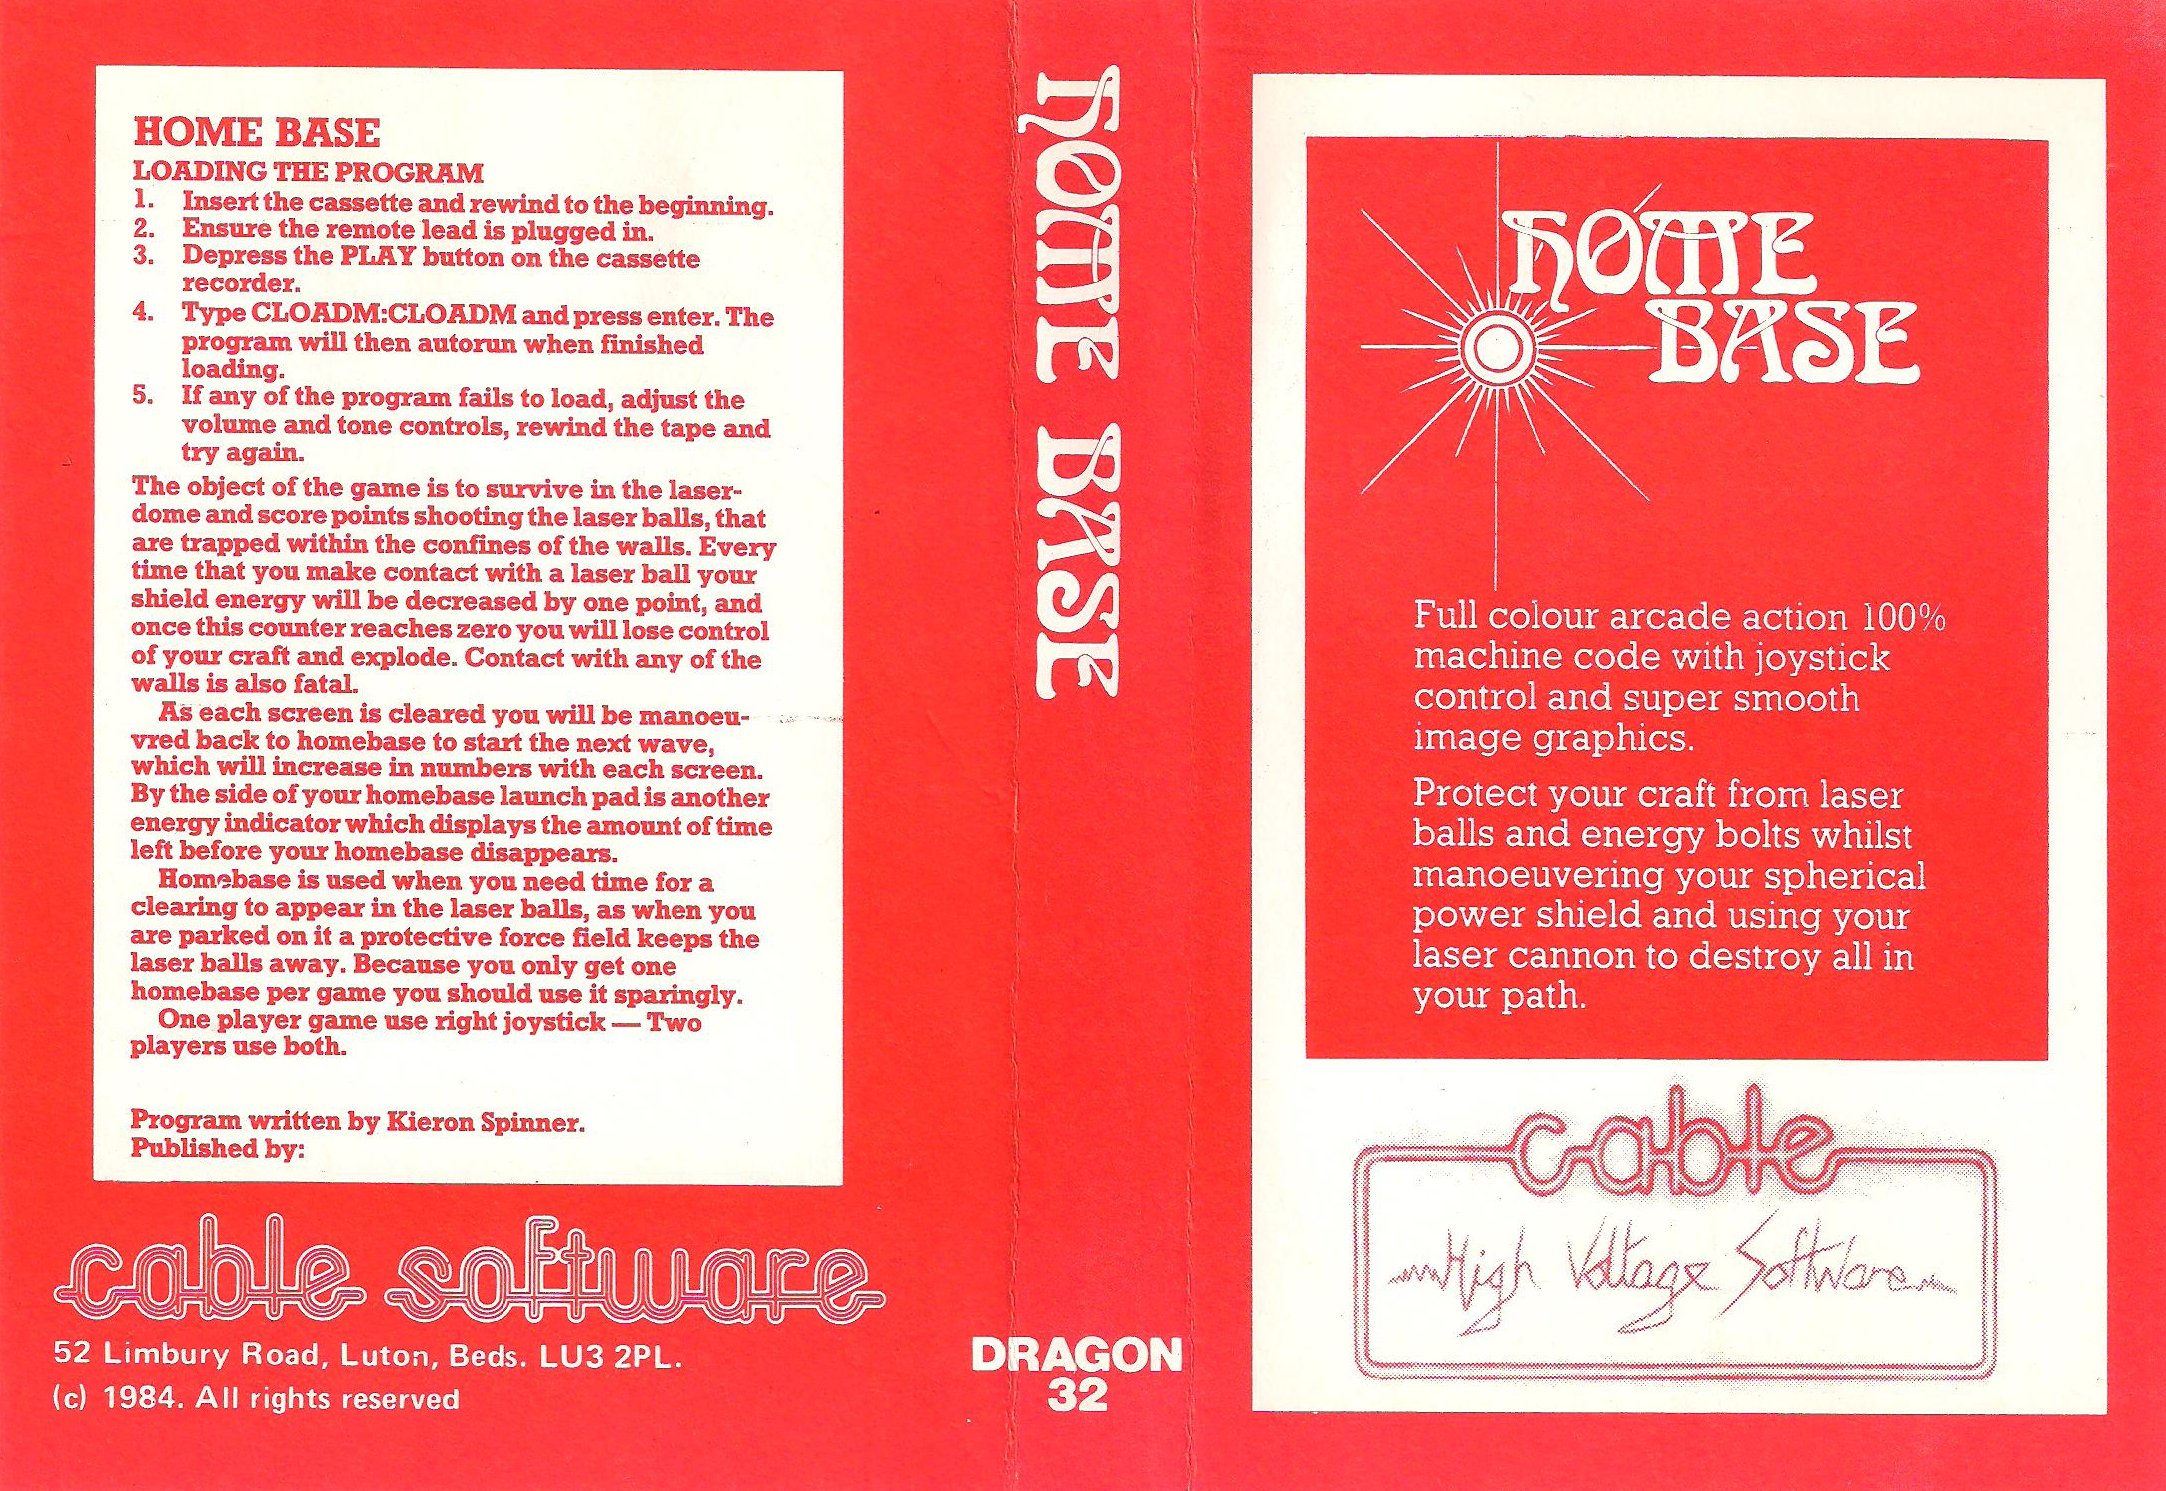 HOME BASE
LOADING THE PROGRAM
1. Insert the cassette and rewind to the beginning.
2. Ensure the remote lead is plugged in.
3. Depress the PLAY button on the cassette
recorder.
4. Type CLOADM:CLOADM and press enter. The
program will then autorun when finished
loading.
5. If any of the program fails to load, adjust the
volume and tone controls, rewind the tape and
try again.
The object of the game is to survive in the laser-
dome and score points shooting the laser balls, that
are trapped within the confines of the walls. Every
time that you make contact with a laser ball your
shield energy will be decreased by one point, and
once this counter reaches zero you will lose control
of your craft and explode. Contact with any of the
walls is also fatal.
As each screen is cleared you will be manoeu-
vred back to homebase to start the next wave,
which will increase in numbers with each screen.
By the side of your homebase launch pad is another
energy indicator which displays the amount of time
left before your homebase disappears.
Homebase is used when you need time for a
clearing to appear in the laser balls, as when you
are parked on it a protective force field keeps the
laser balls away. Because you only get one
homebase per game you should use it sparingly.
One player game use right joystick — Two
players use both.
Program written by Kieron Spinner.
Published by:
cable software
52 Limbury Road, Luton, Beds. LU3 2PL.
(c) 1984. All rights reserved
HOME BASE
DRAGON
32
HOME
BASE
Full colour arcade action 100%
machine code with joystick
control and super smooth
image graphics.
Protect your craft from laser
balls and energy bolts whilst
manoeuvering your spherical
power shield and using your
laser cannon to destroy all in
your path.
cable
High Voltage Software